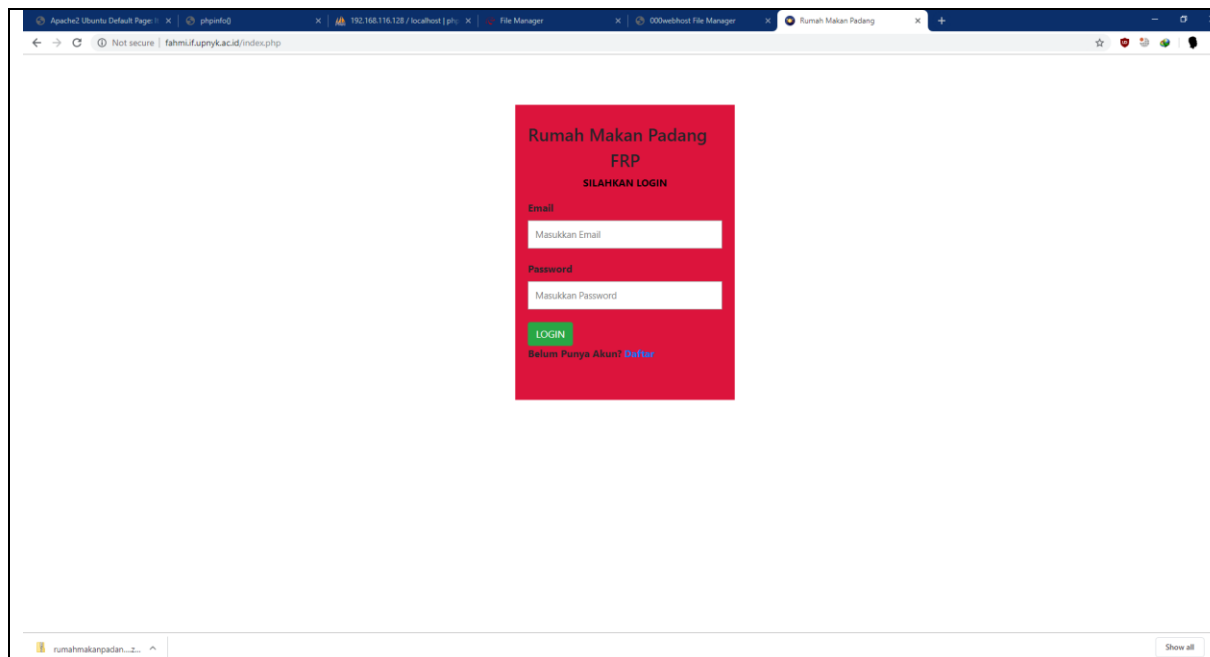 Apache2 Ubuntu Default Page: It
phpinfo()
192.168.116.128 / localhost | php
File Manager
000webhost File Manager
Rumah Makan Padang
Not secure | fahmi.if.upnyk.ac.id/index.php
Rumah Makan Padang
FRP
SILAHKAN LOGIN
Email
Masukkan Email
Password
Masukkan Password
LOGIN
Belum Punya Akun? Daftar
rumahmakanpadan....z...
Show all